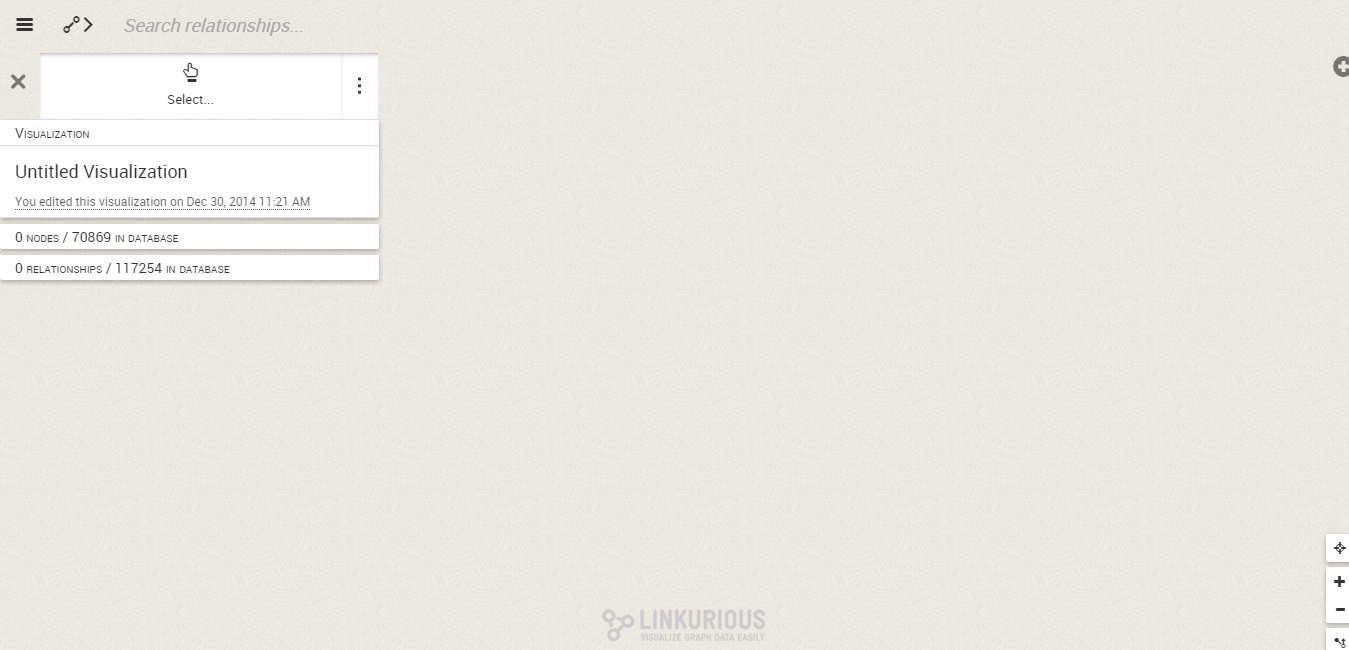 Search relationships...
Select...
Visualization
Untitled Visualization
You edited this visualization on Dec 30, 2014 11:21 AM
0 nodes / 70869 in database
0 relationships / 117254 in database
LINKURIOUS
VISUALIZE GRAPH DATA EASILY